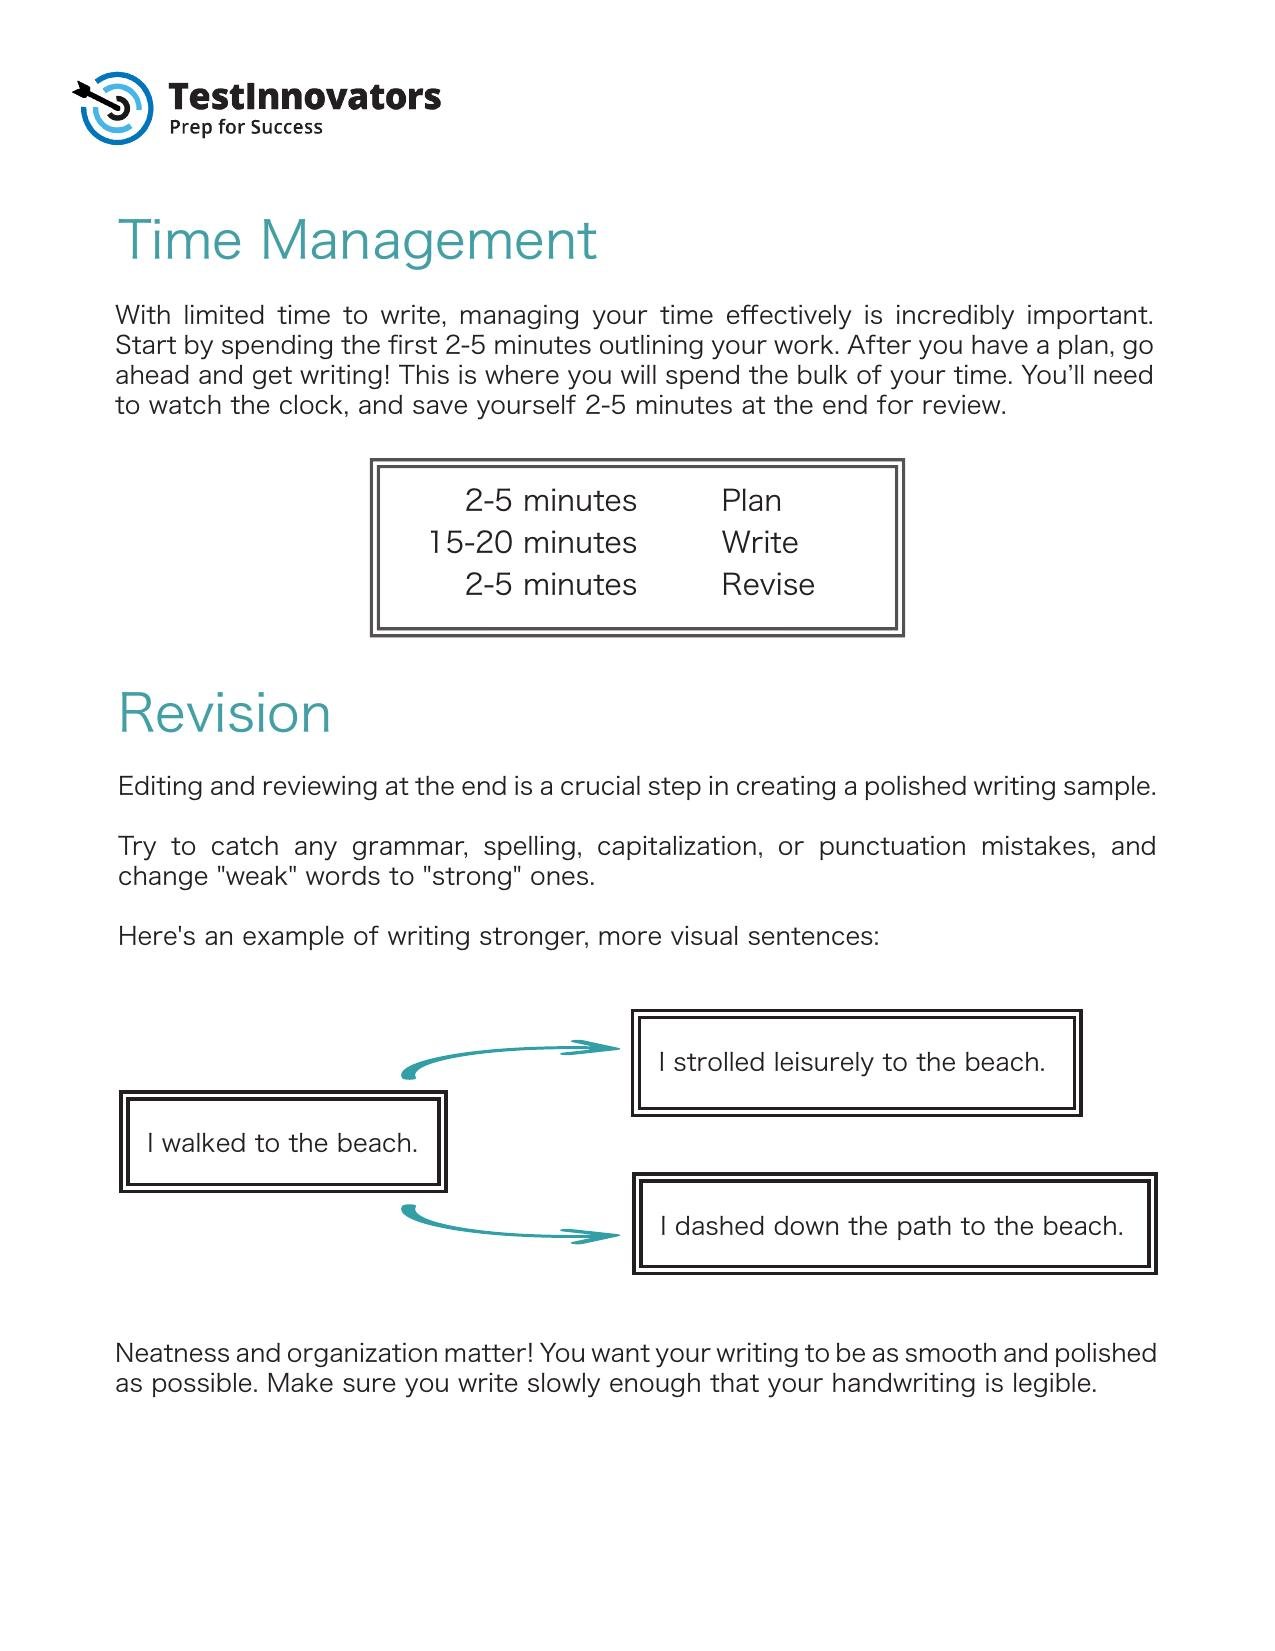 TestInnovators
Prep for Success
Time Management
With limited time to write, managing your time effectively is incredibly important.
Start by spending the first 2-5 minutes outlining your work. After you have a plan, go
ahead and get writing! This is where you will spend the bulk of your time. You’ll need
to watch the clock, and save yourself 2-5 minutes at the end for review.
2-5 minutes Plan
15-20 minutes Write
2-5 minutes Revise
Revision
Editing and reviewing at the end is a crucial step in creating a polished writing sample.
Try to catch any grammar, spelling, capitalization, or punctuation mistakes, and
change "weak" words to "strong" ones.
Here's an example of writing stronger, more visual sentences:
I strolled leisurely to the beach.
I walked to the beach.
I dashed down the path to the beach.
Neatness and organization matter! You want your writing to be as smooth and polished
as possible. Make sure you write slowly enough that your handwriting is legible.